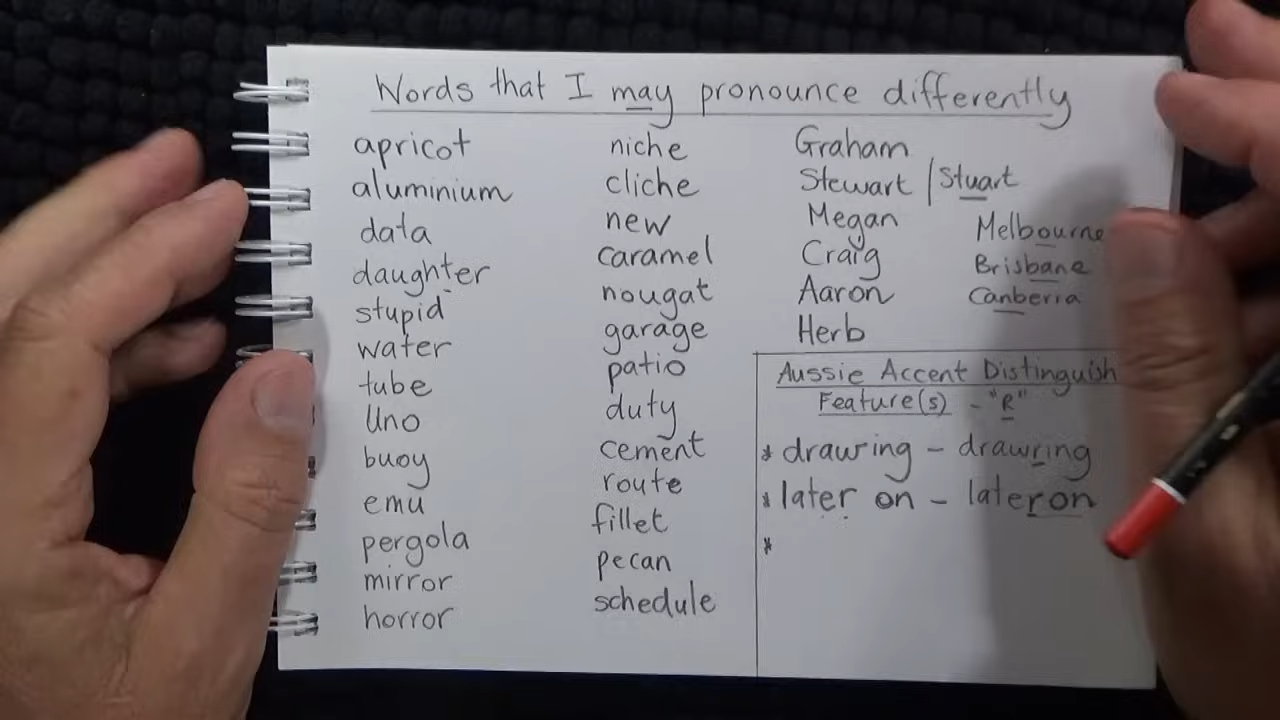 Words that I may pronounce differently
apricot
aluminium
data
daughter
stupid
water
tube
Uno
buoy
emu
pergola
mirror
horror
niche
cliche
new
caramel
nougat
garage
patio
duty
cement
route
fillet
pecan
schedule
Graham
Stewart / Stuart
Megan
Craig
Aaron
Herb
Melbourne
Brisbane
Canberra
Aussie Accent Distinguish
Feature(s) - "R"
* drawing - drawring
* later on - lateron
*